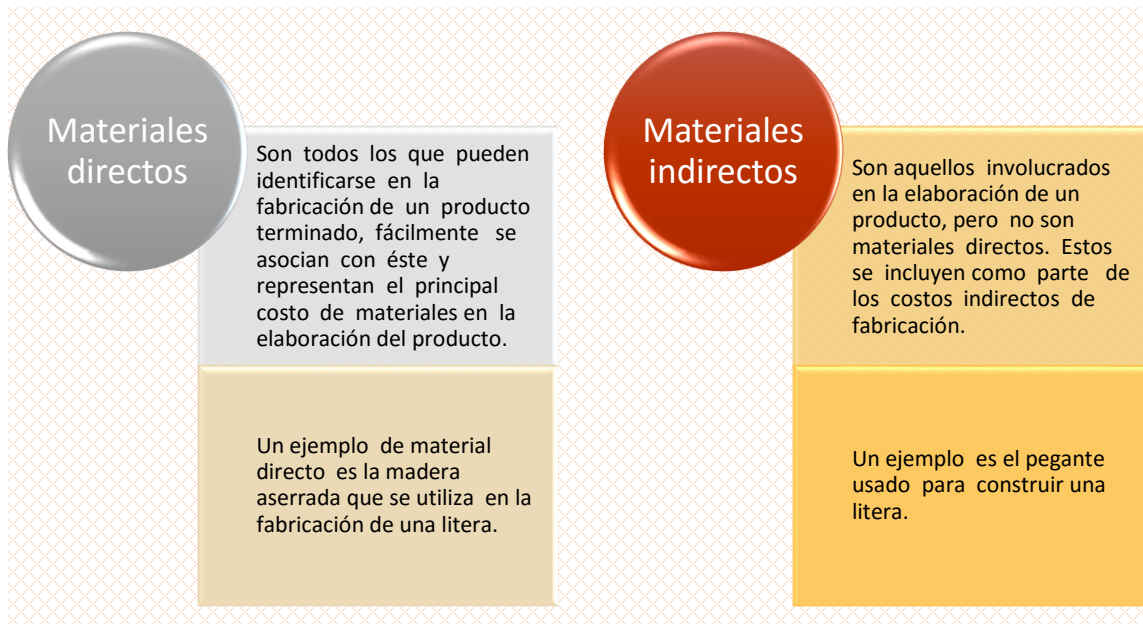 Materiales
directos
Son todos los que pueden
identificarse en la
fabricación de un producto
terminado, fácilmente se
asocian con éste y
representan el principal
costo de materiales en la
elaboración del producto.
Un ejemplo de material
directo es la madera
aserrada que se utiliza en la
fabricación de una litera.
Materiales
indirectos
Son aquellos involucrados
en la elaboración de un
producto, pero no son
materiales directos. Estos
se incluyen como parte de
los costos indirectos de
fabricación.
Un ejemplo es el pegante
usado para construir una
litera.